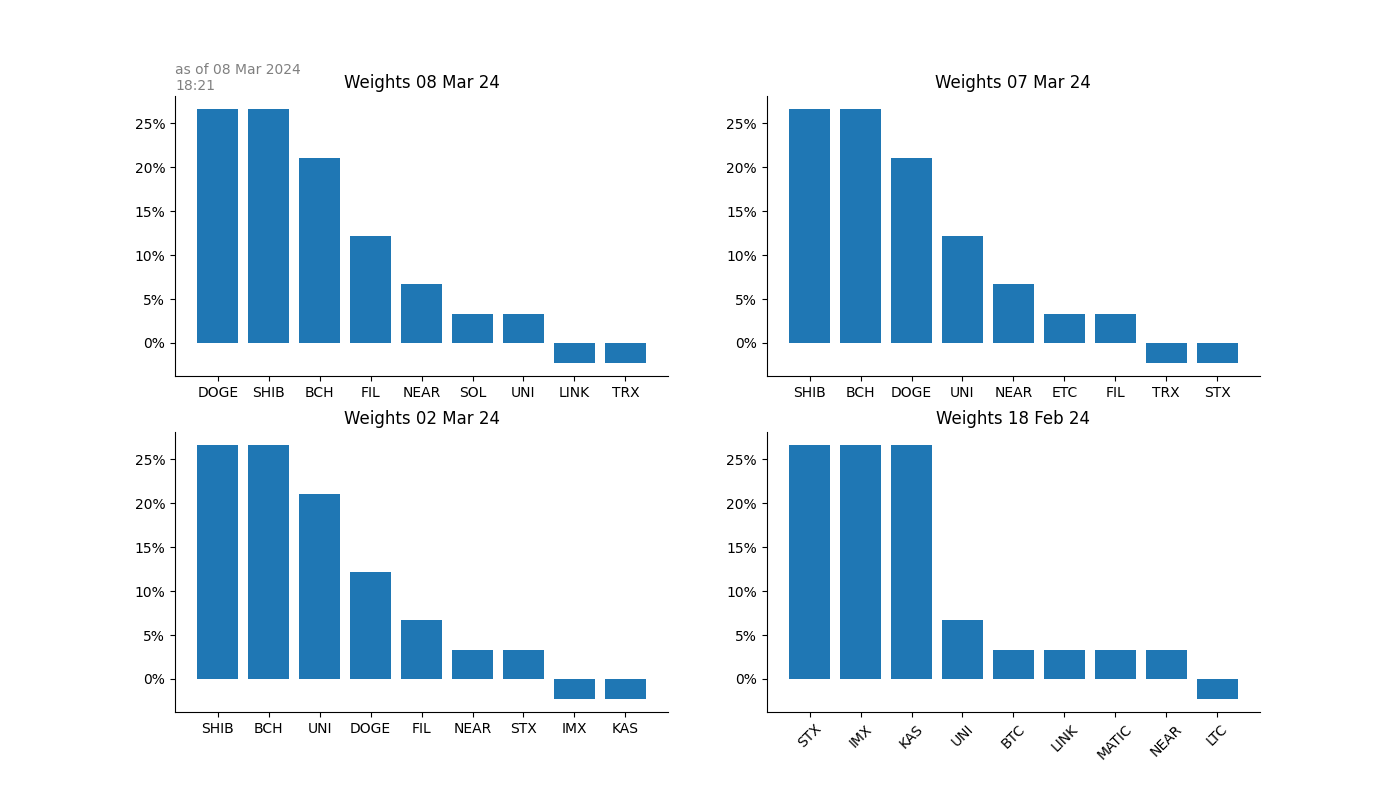 as of 08 Mar 2024
18:21
Weights 08 Mar 24
25%
20%
15%
10%
5%
0%
DOGE SHIB BCH FIL NEAR SOL UNI LINK TRX
Weights 07 Mar 24
25%
20%
15%
10%
5%
0%
SHIB BCH DOGE UNI NEAR ETC FIL TRX STX
Weights 02 Mar 24
25%
20%
15%
10%
5%
0%
SHIB BCH UNI DOGE FIL NEAR STX IMX KAS
Weights 18 Feb 24
25%
20%
15%
10%
5%
0%
STX IMX KAS UNI BTC LINK MATIC NEAR LTC